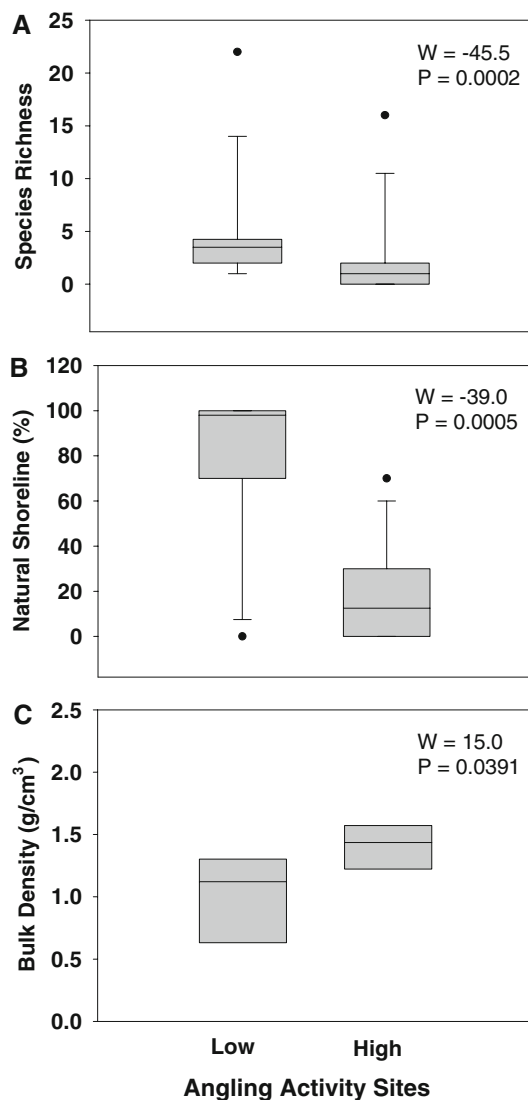 A
Species Richness
25
20
15
10
5
0
W = -45.5
P = 0.0002
B
Natural Shoreline (%)
120
100
80
60
40
20
0
W = -39.0
P = 0.0005
C
Bulk Density (g/cm³)
2.5
2.0
1.5
1.0
0.5
0.0
W = 15.0
P = 0.0391
Low High
Angling Activity Sites